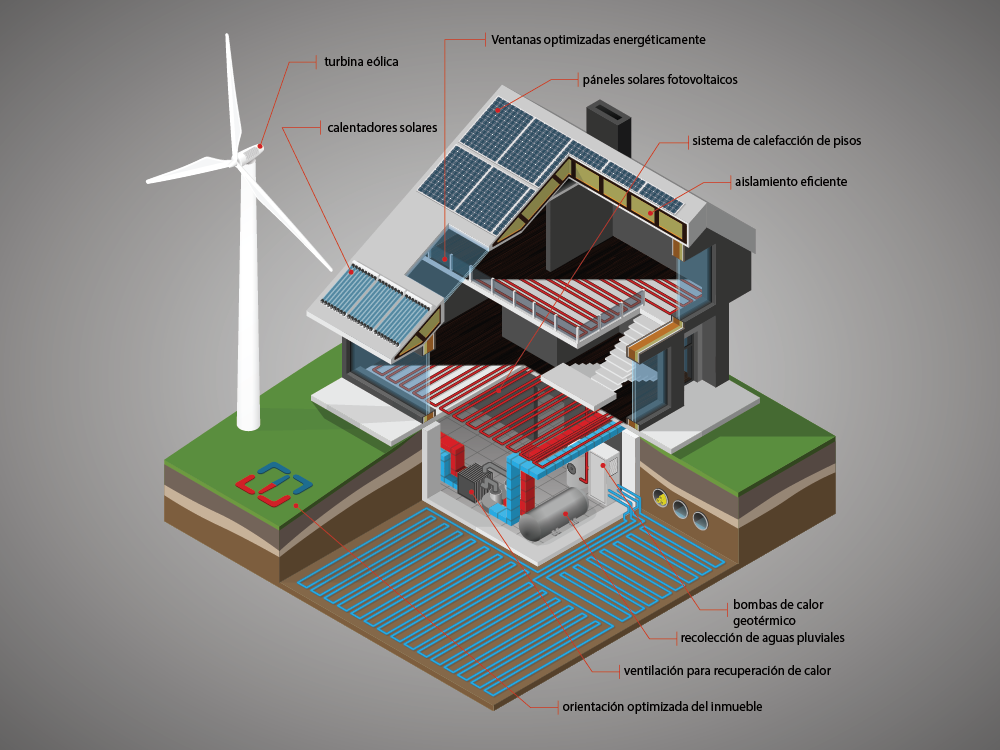 Ventanas optimizadas energéticamente
turbina eólica
páneles solares fotovoltaicos
calentadores solares
sistema de calefacción de pisos
aislamiento eficiente
bombas de calor
geotérmico
recolección de aguas pluviales
ventilación para recuperación de calor
orientación optimizada del inmueble